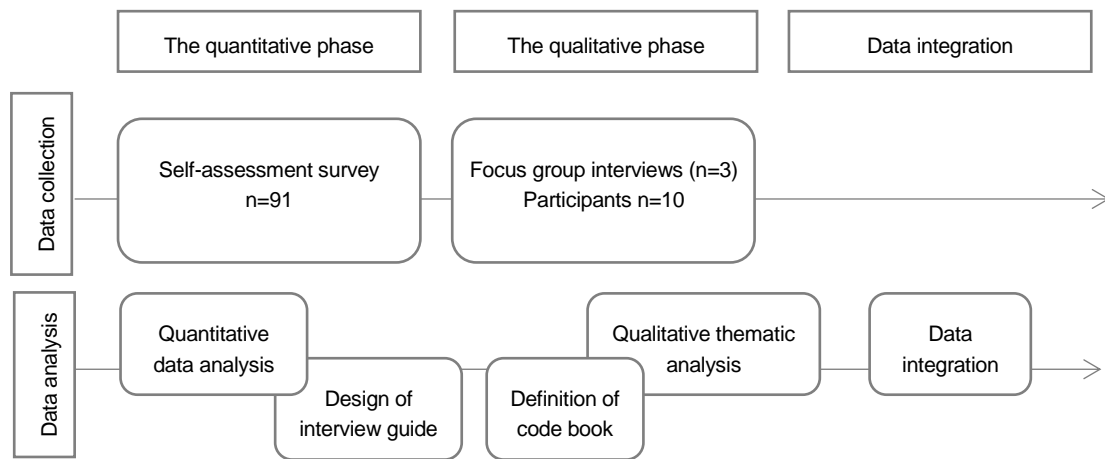 The quantitative phase
The qualitative phase
Data integration
Data collection
Self-assessment survey
n=91
Focus group interviews (n=3)
Participants n=10
Data analysis
Quantitative
data analysis
Design of
interview guide
Definition of
code book
Qualitative thematic
analysis
Data
integration